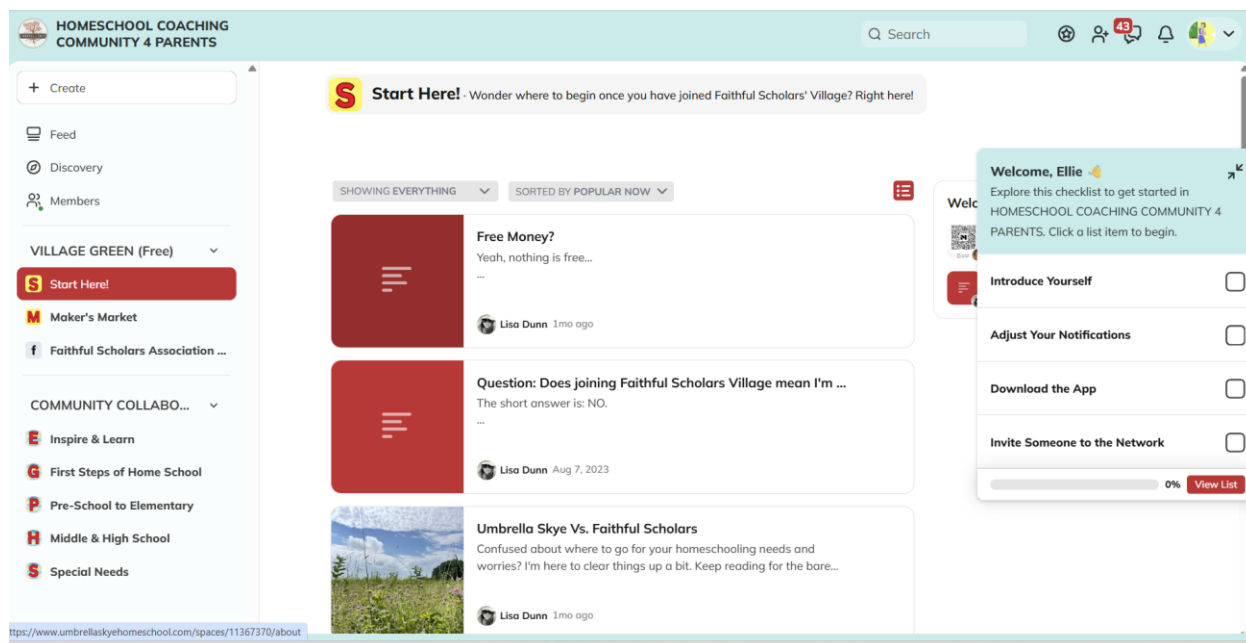 HOMESCHOOL COACHING
COMMUNITY 4 PARENTS
Search
43
+ Create
Feed
Discovery
Members
VILLAGE GREEN (Free)
S Start Here!
M Maker's Market
f Faithful Scholars Association ...
COMMUNITY COLLABO...
E Inspire & Learn
G First Steps of Home School
P Pre-School to Elementary
H Middle & High School
S Special Needs
ttps://www.umbrellaskyehomeschool.com/spaces/11367370/about
S Start Here! · Wonder where to begin once you have joined Faithful Scholars' Village? Right here!
SHOWING EVERYTHING
SORTED BY POPULAR NOW
Free Money?
Yeah, nothing is free...
...
Lisa Dunn 1mo ago
Question: Does joining Faithful Scholars Village mean I'm ...
The short answer is: NO.
...
Lisa Dunn Aug 7, 2023
Umbrella Skye Vs. Faithful Scholars
Confused about where to go for your homeschooling needs and
worries? I'm here to clear things up a bit. Keep reading for the bare...
Lisa Dunn 1mo ago
Welc
Welcome, Ellie 👋
Explore this checklist to get started in
HOMESCHOOL COACHING COMMUNITY 4
PARENTS. Click a list item to begin.
Introduce Yourself
Adjust Your Notifications
Download the App
Invite Someone to the Network
0% View List